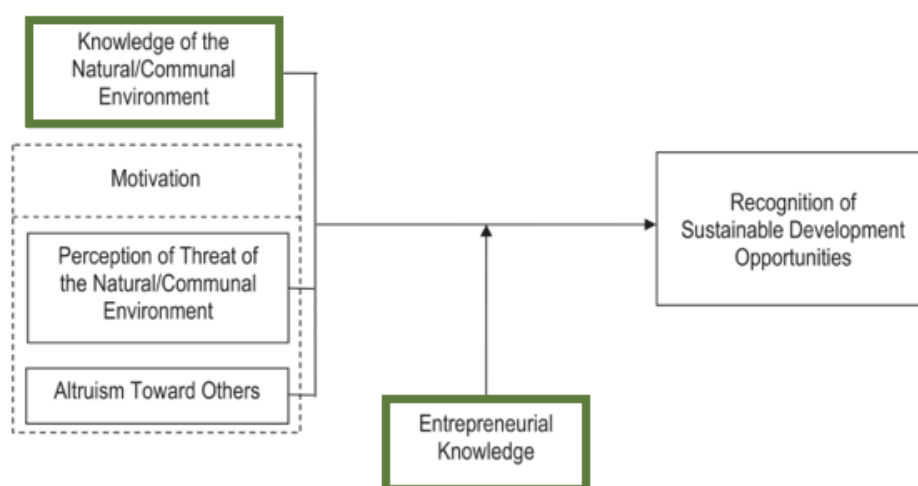 Knowledge of the
Natural/Communal
Environment
Motivation
Perception of Threat of
the Natural/Communal
Environment
Altruism Toward Others
Entrepreneurial
Knowledge
Recognition of
Sustainable Development
Opportunities